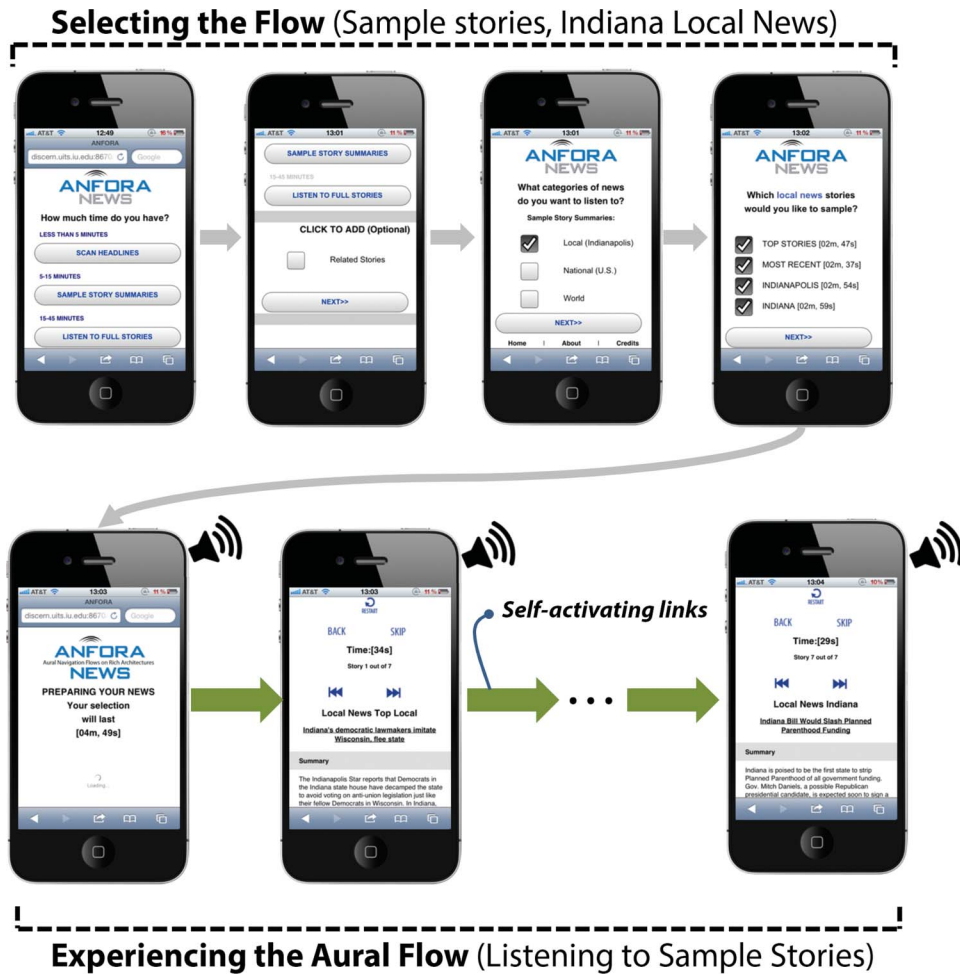 Selecting the Flow (Sample stories, Indiana Local News)
AT&T 12:49
ANFORA
discern.uits.iu.edu:8670 Google
ANFORA
NEWS
How much time do you have?
LESS THAN 5 MINUTES
SCAN HEADLINES
5-15 MINUTES
SAMPLE STORY SUMMARIES
15-45 MINUTES
LISTEN TO FULL STORIES
AT&T 13:01 11 %
SAMPLE STORY SUMMARIES
15-45 MINUTES
LISTEN TO FULL STORIES
CLICK TO ADD (Optional)
Related Stories
NEXT>>
AT&T 13:01 11 %
ANFORA
NEWS
What categories of news
do you want to listen to?
Sample Story Summaries:
Local (Indianapolis)
National (U.S.)
World
NEXT>>
Home | About | Credits
AT&T 13:02 11 %
ANFORA
NEWS
Which local news stories
would you like to sample?
TOP STORIES [02m, 47s]
MOST RECENT [02m, 37s]
INDIANAPOLIS [02m, 54s]
INDIANA [02m, 59s]
NEXT>>
AT&T 13:03 11 %
ANFORA
discern.uits.iu.edu:8670 Google
ANFORA
Aural Navigation Flows on Rich Architectures
NEWS
PREPARING YOUR NEWS
Your selection
will last
[04m, 49s]
Loading...
AT&T 13:03 11 %
RESTART
BACK SKIP
Time:[34s]
Story 1 out of 7
Local News Top Local
Indiana's democratic lawmakers imitate
Wisconsin, flee state
Summary
The Indianapolis Star reports that Democrats in
the Indiana state house have decamped the state
to avoid voting on anti-union legislation just like
their fellow Democrats in Wisconsin. In Indiana,
Self-activating links
...
AT&T 13:04 10%
RESTART
BACK SKIP
Time:[29s]
Story 7 out of 7
Local News Indiana
Indiana Bill Would Slash Planned
Parenthood Funding
Summary
Indiana is poised to be the first state to strip
Planned Parenthood of all government funding.
Gov. Mitch Daniels, a possible Republican
presidential candidate, is expected soon to sign a
Experiencing the Aural Flow (Listening to Sample Stories)